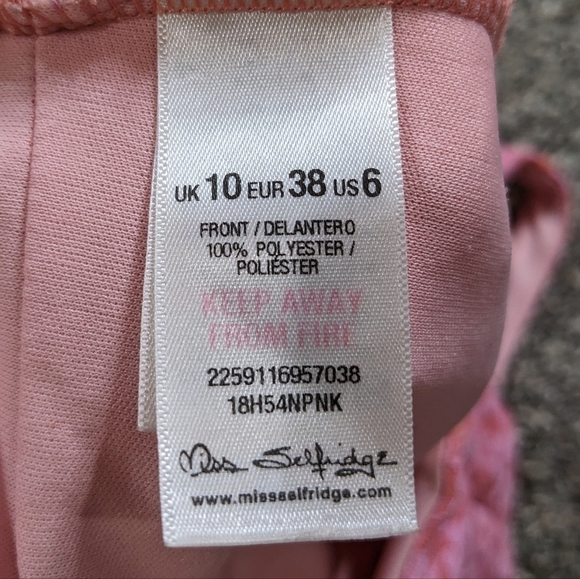 UK 10 EUR 38 US 6
FRONT / DELANTERO
100% POLYESTER /
POLIÉSTER
KEEP AWAY
FROM FIRE
2259116957038
18H54NPNK
Miss Selfridge
www.missselfridge.com